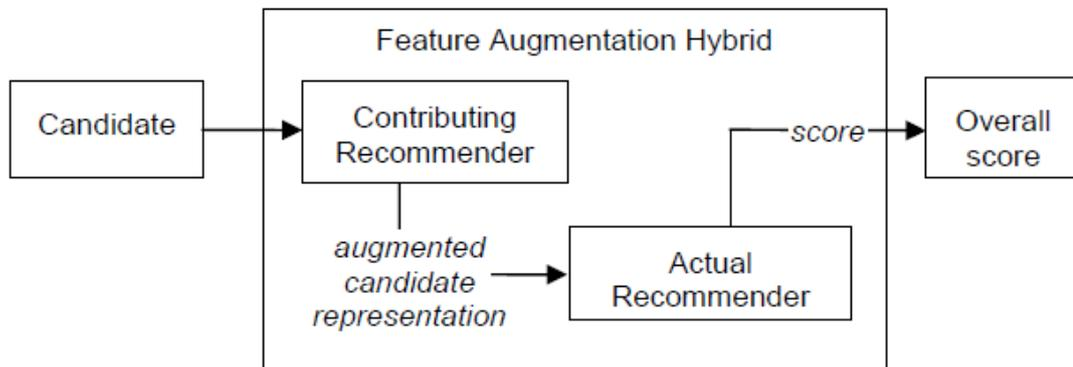 Feature Augmentation Hybrid
Candidate
Contributing
Recommender
augmented
candidate
representation
Actual
Recommender
score
Overall
score